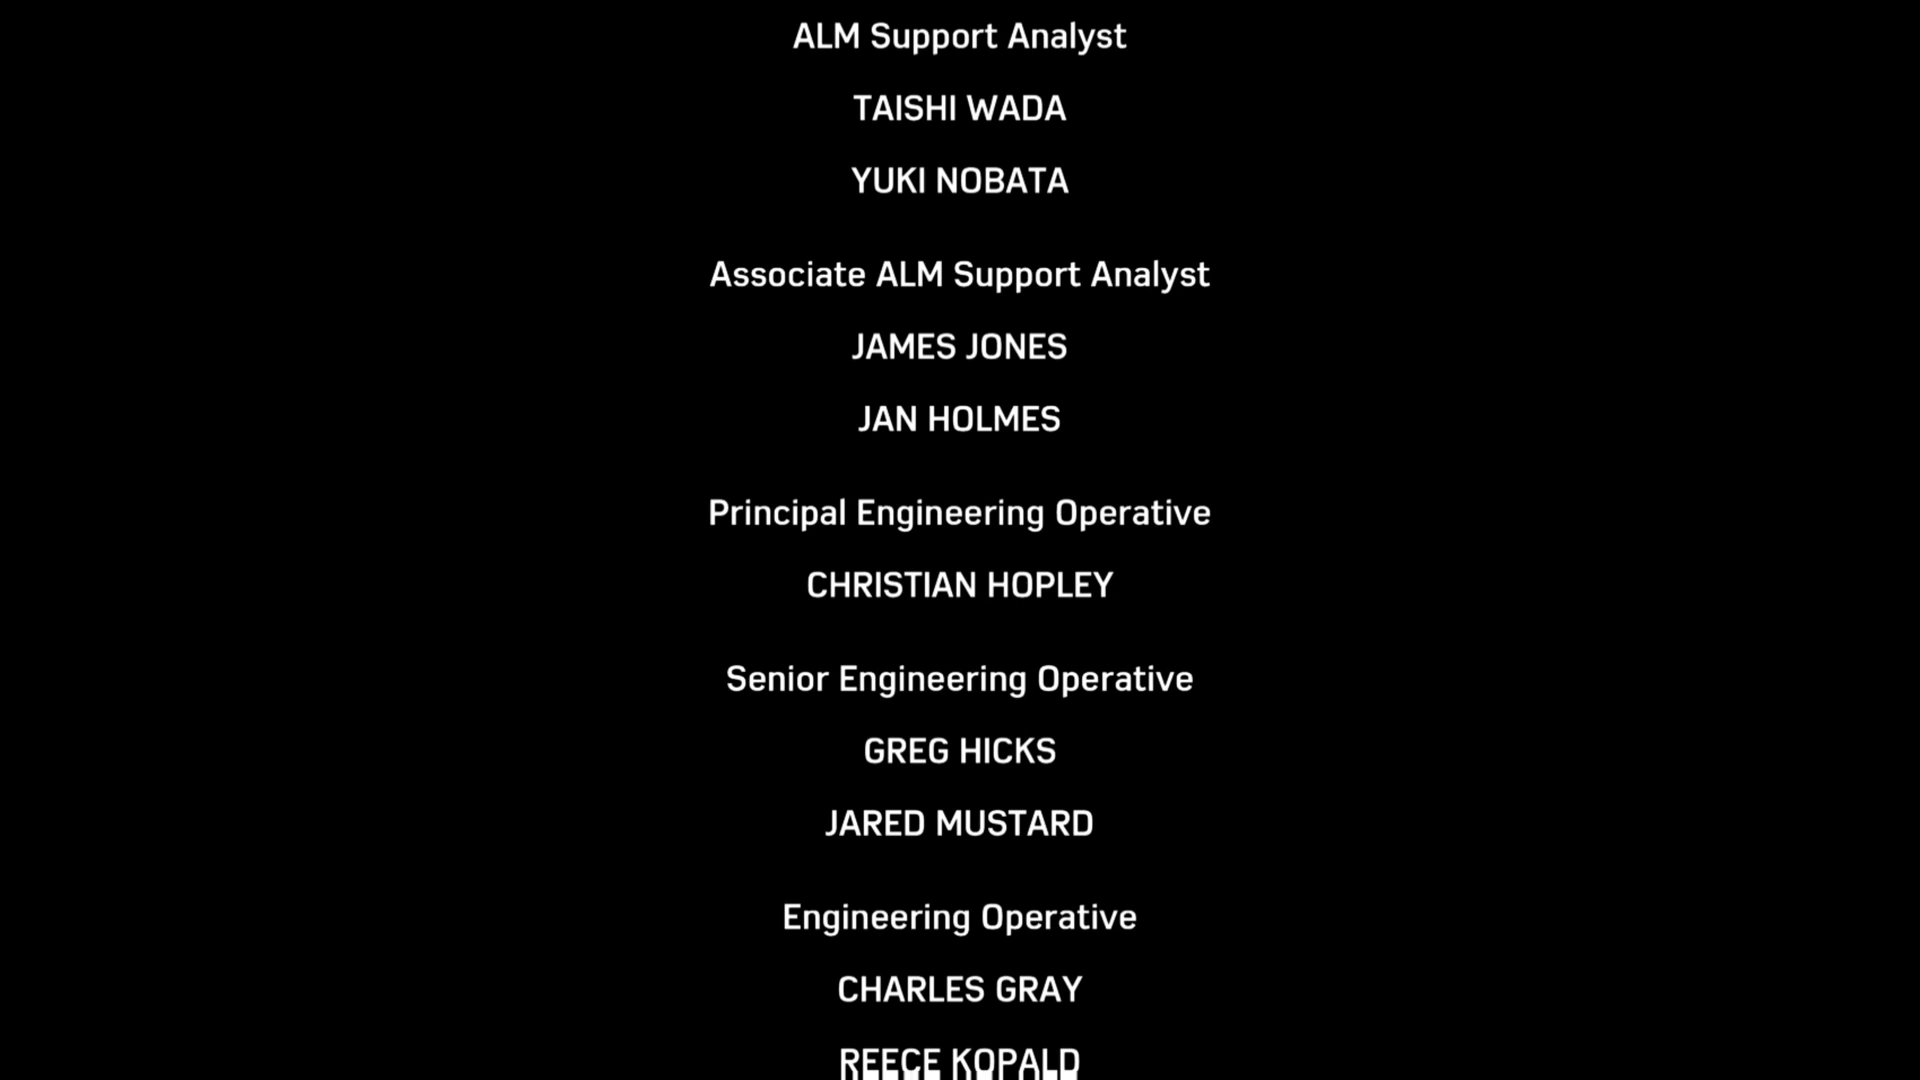 ALM Support Analyst
TAISHI WADA
YUKI NOBATA
Associate ALM Support Analyst
JAMES JONES
JAN HOLMES
Principal Engineering Operative
CHRISTIAN HOPLEY
Senior Engineering Operative
GREG HICKS
JARED MUSTARD
Engineering Operative
CHARLES GRAY
REECE KOPALD